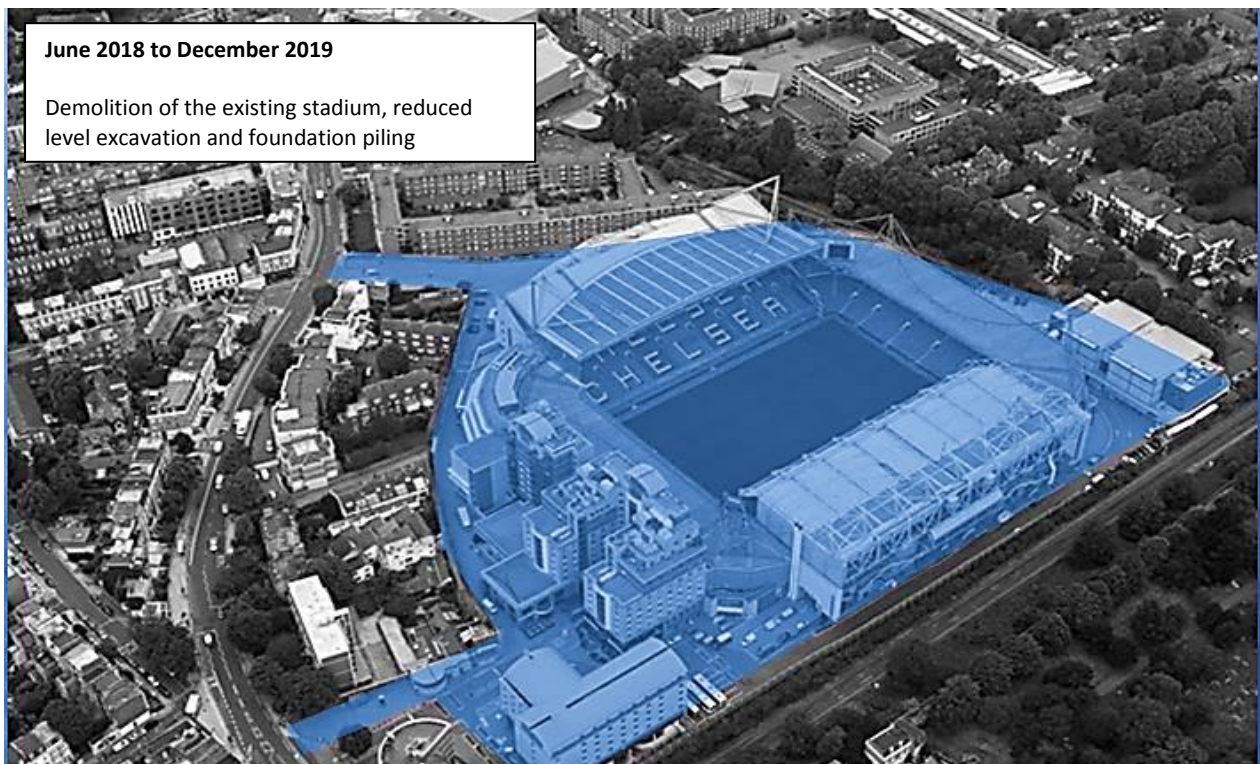 June 2018 to December 2019
Demolition of the existing stadium, reduced
level excavation and foundation piling
CHELSEA